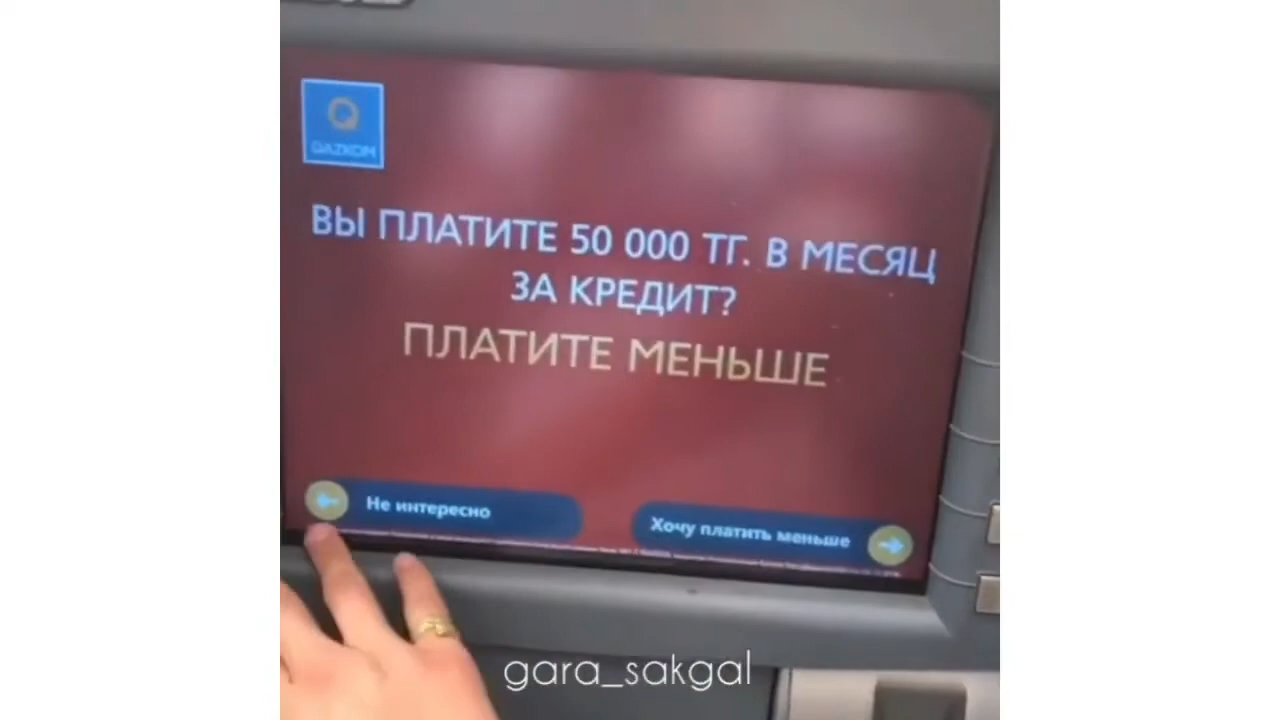 QAZKOM
ВЫ ПЛАТИТЕ 50 000 ТГ. В МЕСЯЦ
ЗА КРЕДИТ?
ПЛАТИТЕ МЕНЬШЕ
Не интересно
Хочу платить меньше
gara_sakgal